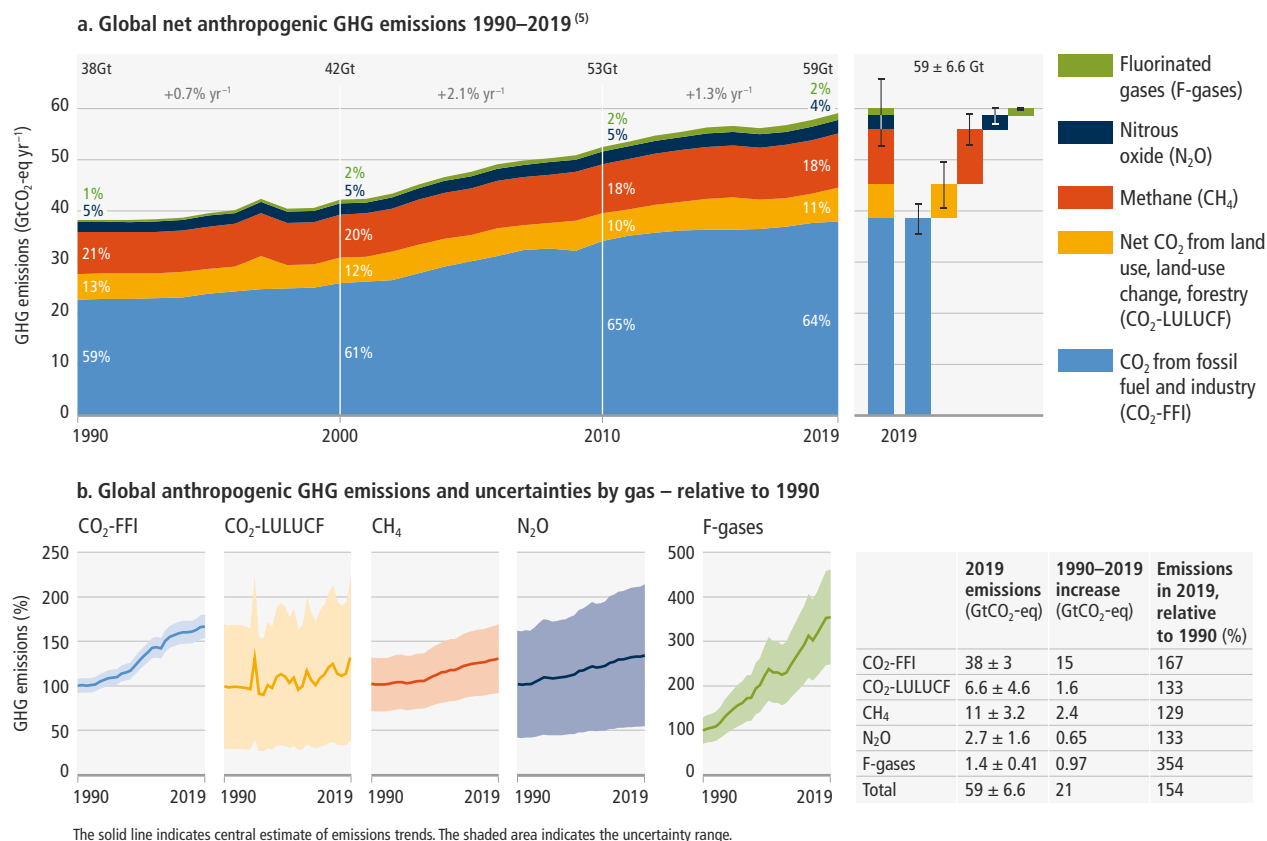 a. Global net anthropogenic GHG emissions 1990–2019 (5)
GHG emissions (GtCO2-eq yr−1)
60
50
40
30
20
10
0
38Gt
42Gt
53Gt
59Gt
+0.7% yr−1
+2.1% yr−1
+1.3% yr−1
1%
5%
21%
13%
59%
2%
5%
20%
12%
61%
2%
5%
18%
10%
65%
2%
4%
18%
11%
64%
1990
2000
2010
2019
59 ± 6.6 Gt
2019
Fluorinated
gases (F-gases)
Nitrous
oxide (N2O)
Methane (CH4)
Net CO2 from land
use, land-use
change, forestry
(CO2-LULUCF)
CO2 from fossil
fuel and industry
(CO2-FFI)
b. Global anthropogenic GHG emissions and uncertainties by gas – relative to 1990
GHG emissions (%)
CO2-FFI
250
200
150
100
50
0
1990 2019
CO2-LULUCF
1990 2019
CH4
1990 2019
N2O
1990 2019
F-gases
500
400
300
200
100
0
1990 2019
2019
emissions
(GtCO2-eq)
1990–2019
increase
(GtCO2-eq)
Emissions
in 2019,
relative
to 1990 (%)
CO2-FFI 38 ± 3 15 167
CO2-LULUCF 6.6 ± 4.6 1.6 133
CH4 11 ± 3.2 2.4 129
N2O 2.7 ± 1.6 0.65 133
F-gases 1.4 ± 0.41 0.97 354
Total 59 ± 6.6 21 154
The solid line indicates central estimate of emissions trends. The shaded area indicates the uncertainty range.